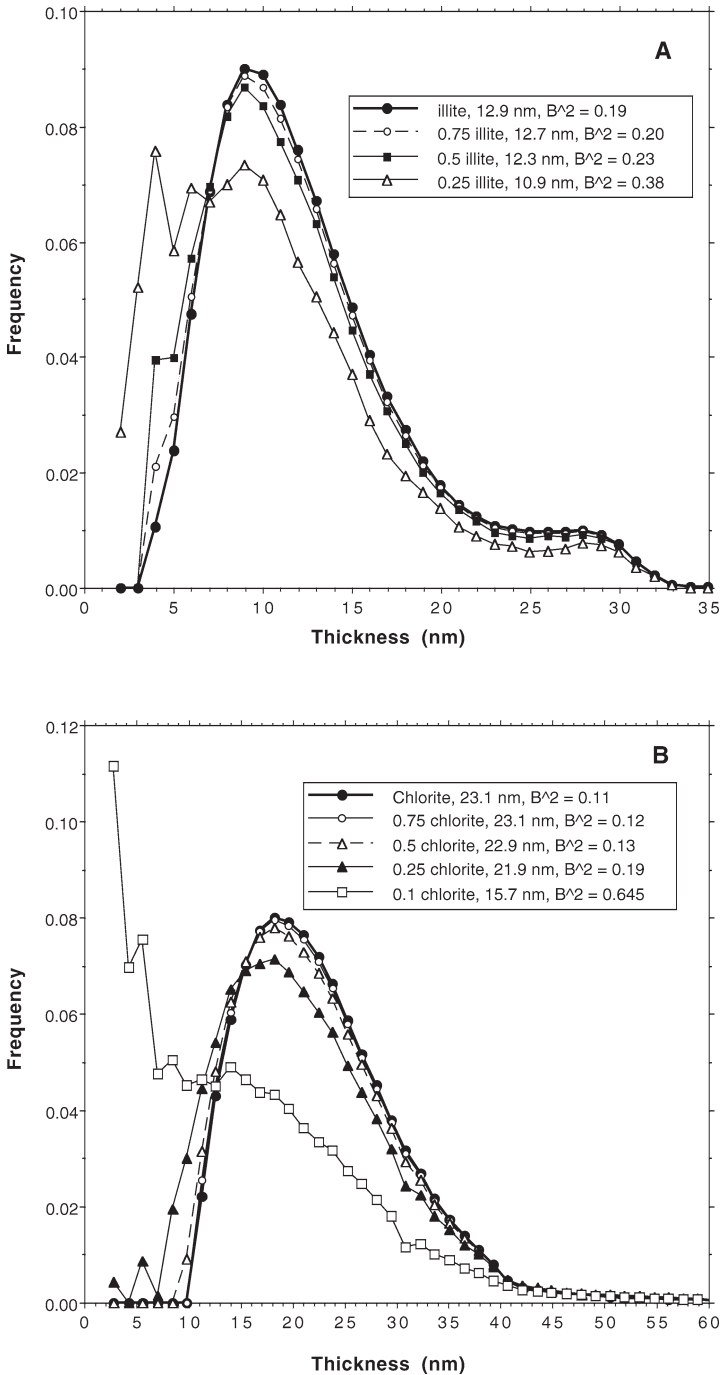 A
illite, 12.9 nm, B^2 = 0.19
0.75 illite, 12.7 nm, B^2 = 0.20
0.5 illite, 12.3 nm, B^2 = 0.23
0.25 illite, 10.9 nm, B^2 = 0.38
0.10
0.08
0.06
0.04
0.02
0.00
Frequency
0 5 10 15 20 25 30 35
Thickness (nm)
B
Chlorite, 23.1 nm, B^2 = 0.11
0.75 chlorite, 23.1 nm, B^2 = 0.12
0.5 chlorite, 22.9 nm, B^2 = 0.13
0.25 chlorite, 21.9 nm, B^2 = 0.19
0.1 chlorite, 15.7 nm, B^2 = 0.645
0.12
0.10
0.08
0.06
0.04
0.02
0.00
Frequency
0 5 10 15 20 25 30 35 40 45 50 55 60
Thickness (nm)